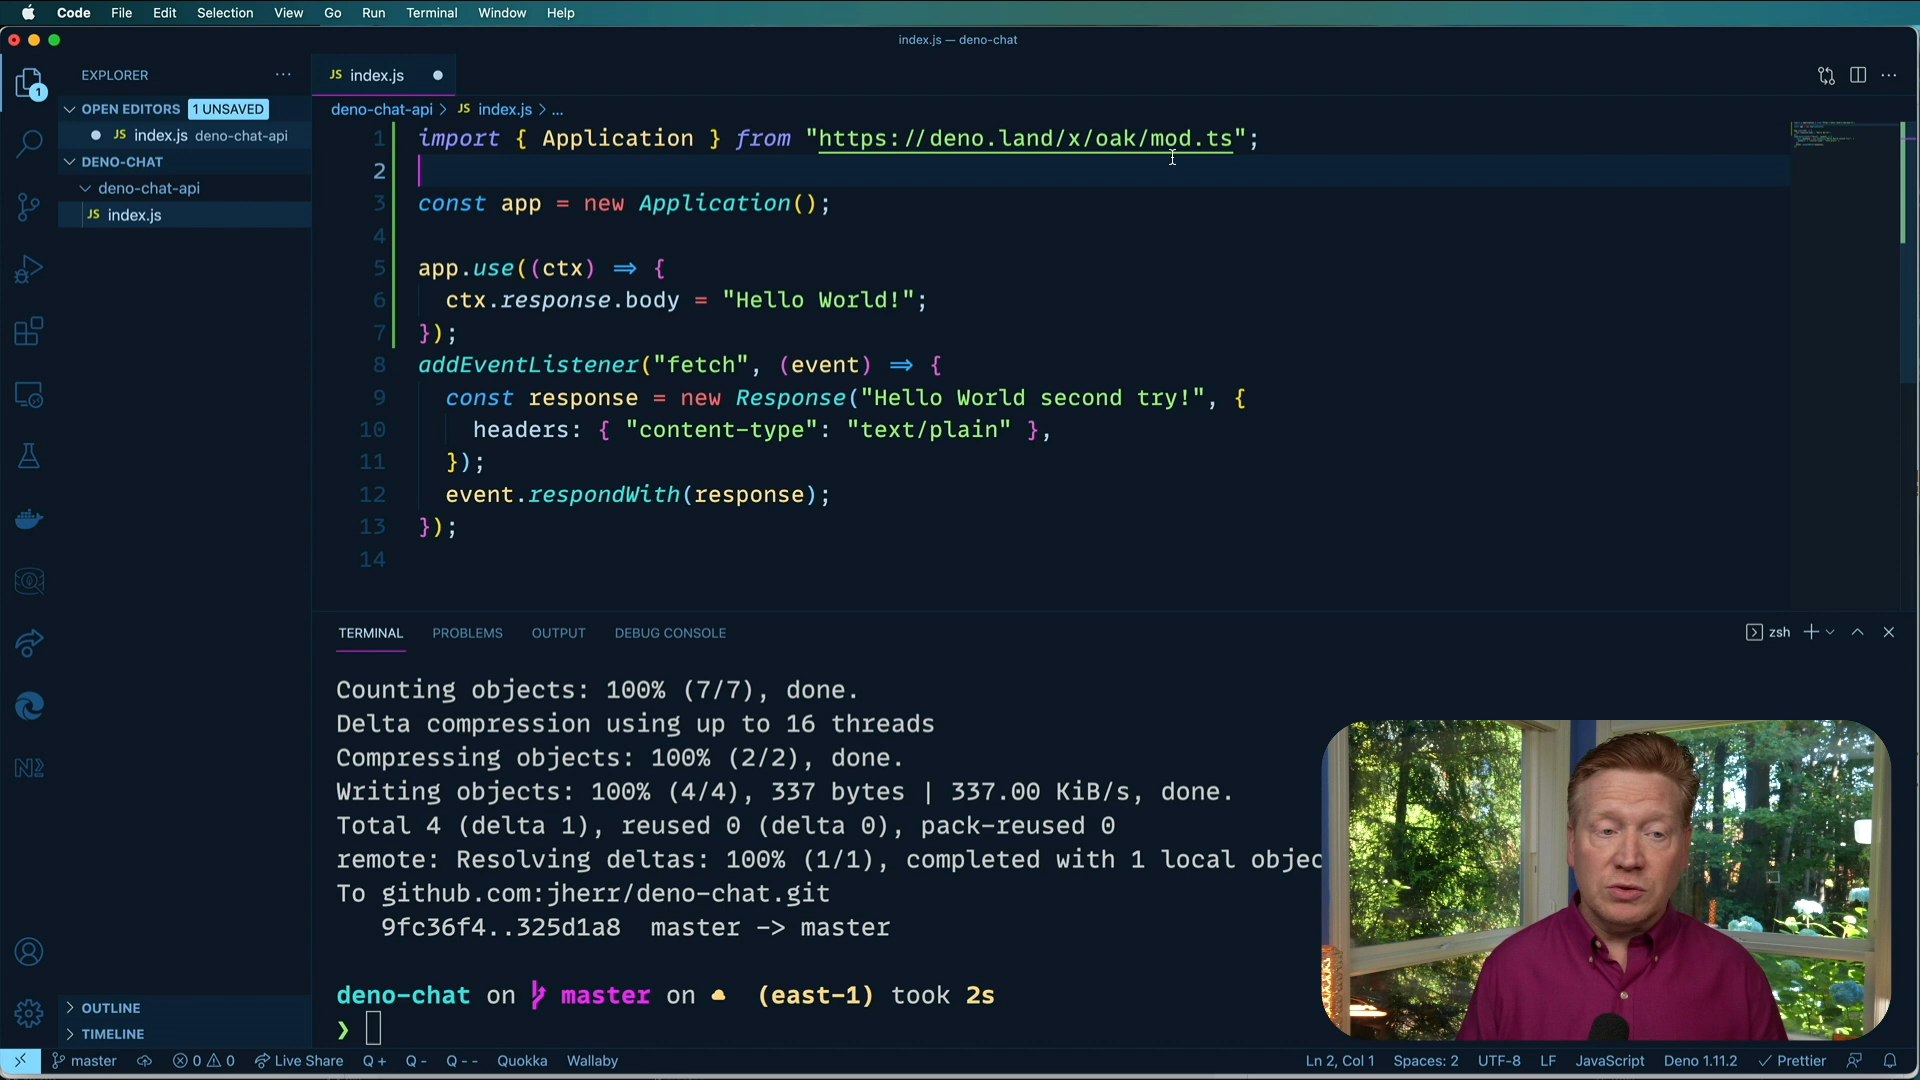 Code File Edit Selection View Go Run Terminal Window Help
index.js — deno-chat
EXPLORER
JS index.js
OPEN EDITORS 1 UNSAVED
JS index.js deno-chat-api
DENO-CHAT
deno-chat-api
JS index.js
OUTLINE
TIMELINE
1
deno-chat-api > JS index.js > ...
1 import { Application } from "https://deno.land/x/oak/mod.ts";
2
3 const app = new Application();
4
5 app.use((ctx) => {
6 ctx.response.body = "Hello World!";
7 });
8 addEventListener("fetch", (event) => {
9 const response = new Response("Hello World second try!", {
10 headers: { "content-type": "text/plain" },
11 });
12 event.respondWith(response);
13 });
14
TERMINAL PROBLEMS OUTPUT DEBUG CONSOLE
zsh
Counting objects: 100% (7/7), done.
Delta compression using up to 16 threads
Compressing objects: 100% (2/2), done.
Writing objects: 100% (4/4), 337 bytes | 337.00 KiB/s, done.
Total 4 (delta 1), reused 0 (delta 0), pack-reused 0
remote: Resolving deltas: 100% (1/1), completed with 1 local objec
To github.com:jherr/deno-chat.git
9fc36f4..325d1a8 master -> master
deno-chat on master on (east-1) took 2s
❯
master 0 0 Live Share Q + Q - Q -- Quokka Wallaby
Ln 2, Col 1 Spaces: 2 UTF-8 LF JavaScript Deno 1.11.2 Prettier